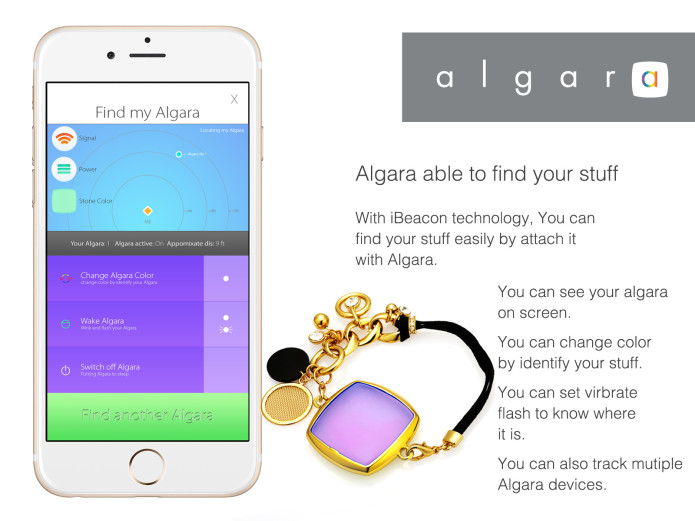 X
Find my Algara
Signal
Locating my Algara
Power
Stone Color
Your Algara: 1 Algara active: On Appomixate dis: 9 ft
Change Algara Color
change color by identify your Algara
Wake Algara
Blink and flash your Algara
Switch off Algara
Putting Algara to sleep
Find another Algara
algara
Algara able to find your stuff
With iBeacon technology, You can
find your stuff easily by attach it
with Algara.
You can see your algara
on screen.
You can change color
by identify your stuff.
You can set virbrate
flash to know where
it is.
You can also track mutiple
Algara devices.